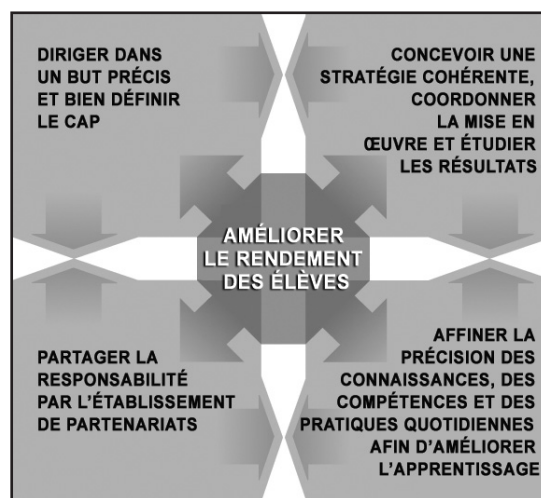 DIRIGER DANS
UN BUT PRÉCIS
ET BIEN DÉFINIR
LE CAP
CONCEVOIR UNE
STRATÉGIE COHÉRENTE,
COORDONNER
LA MISE EN
ŒUVRE ET ÉTUDIER
LES RÉSULTATS
AMÉLIORER
LE RENDEMENT
DES ÉLÈVES
PARTAGER LA
RESPONSABILITÉ
PAR L'ÉTABLISSEMENT
DE PARTENARIATS
AFFINER LA
PRÉCISION DES
CONNAISSANCES, DES
COMPÉTENCES ET DES
PRATIQUES QUOTIDIENNES
AFIN D'AMÉLIORER
L'APPRENTISSAGE